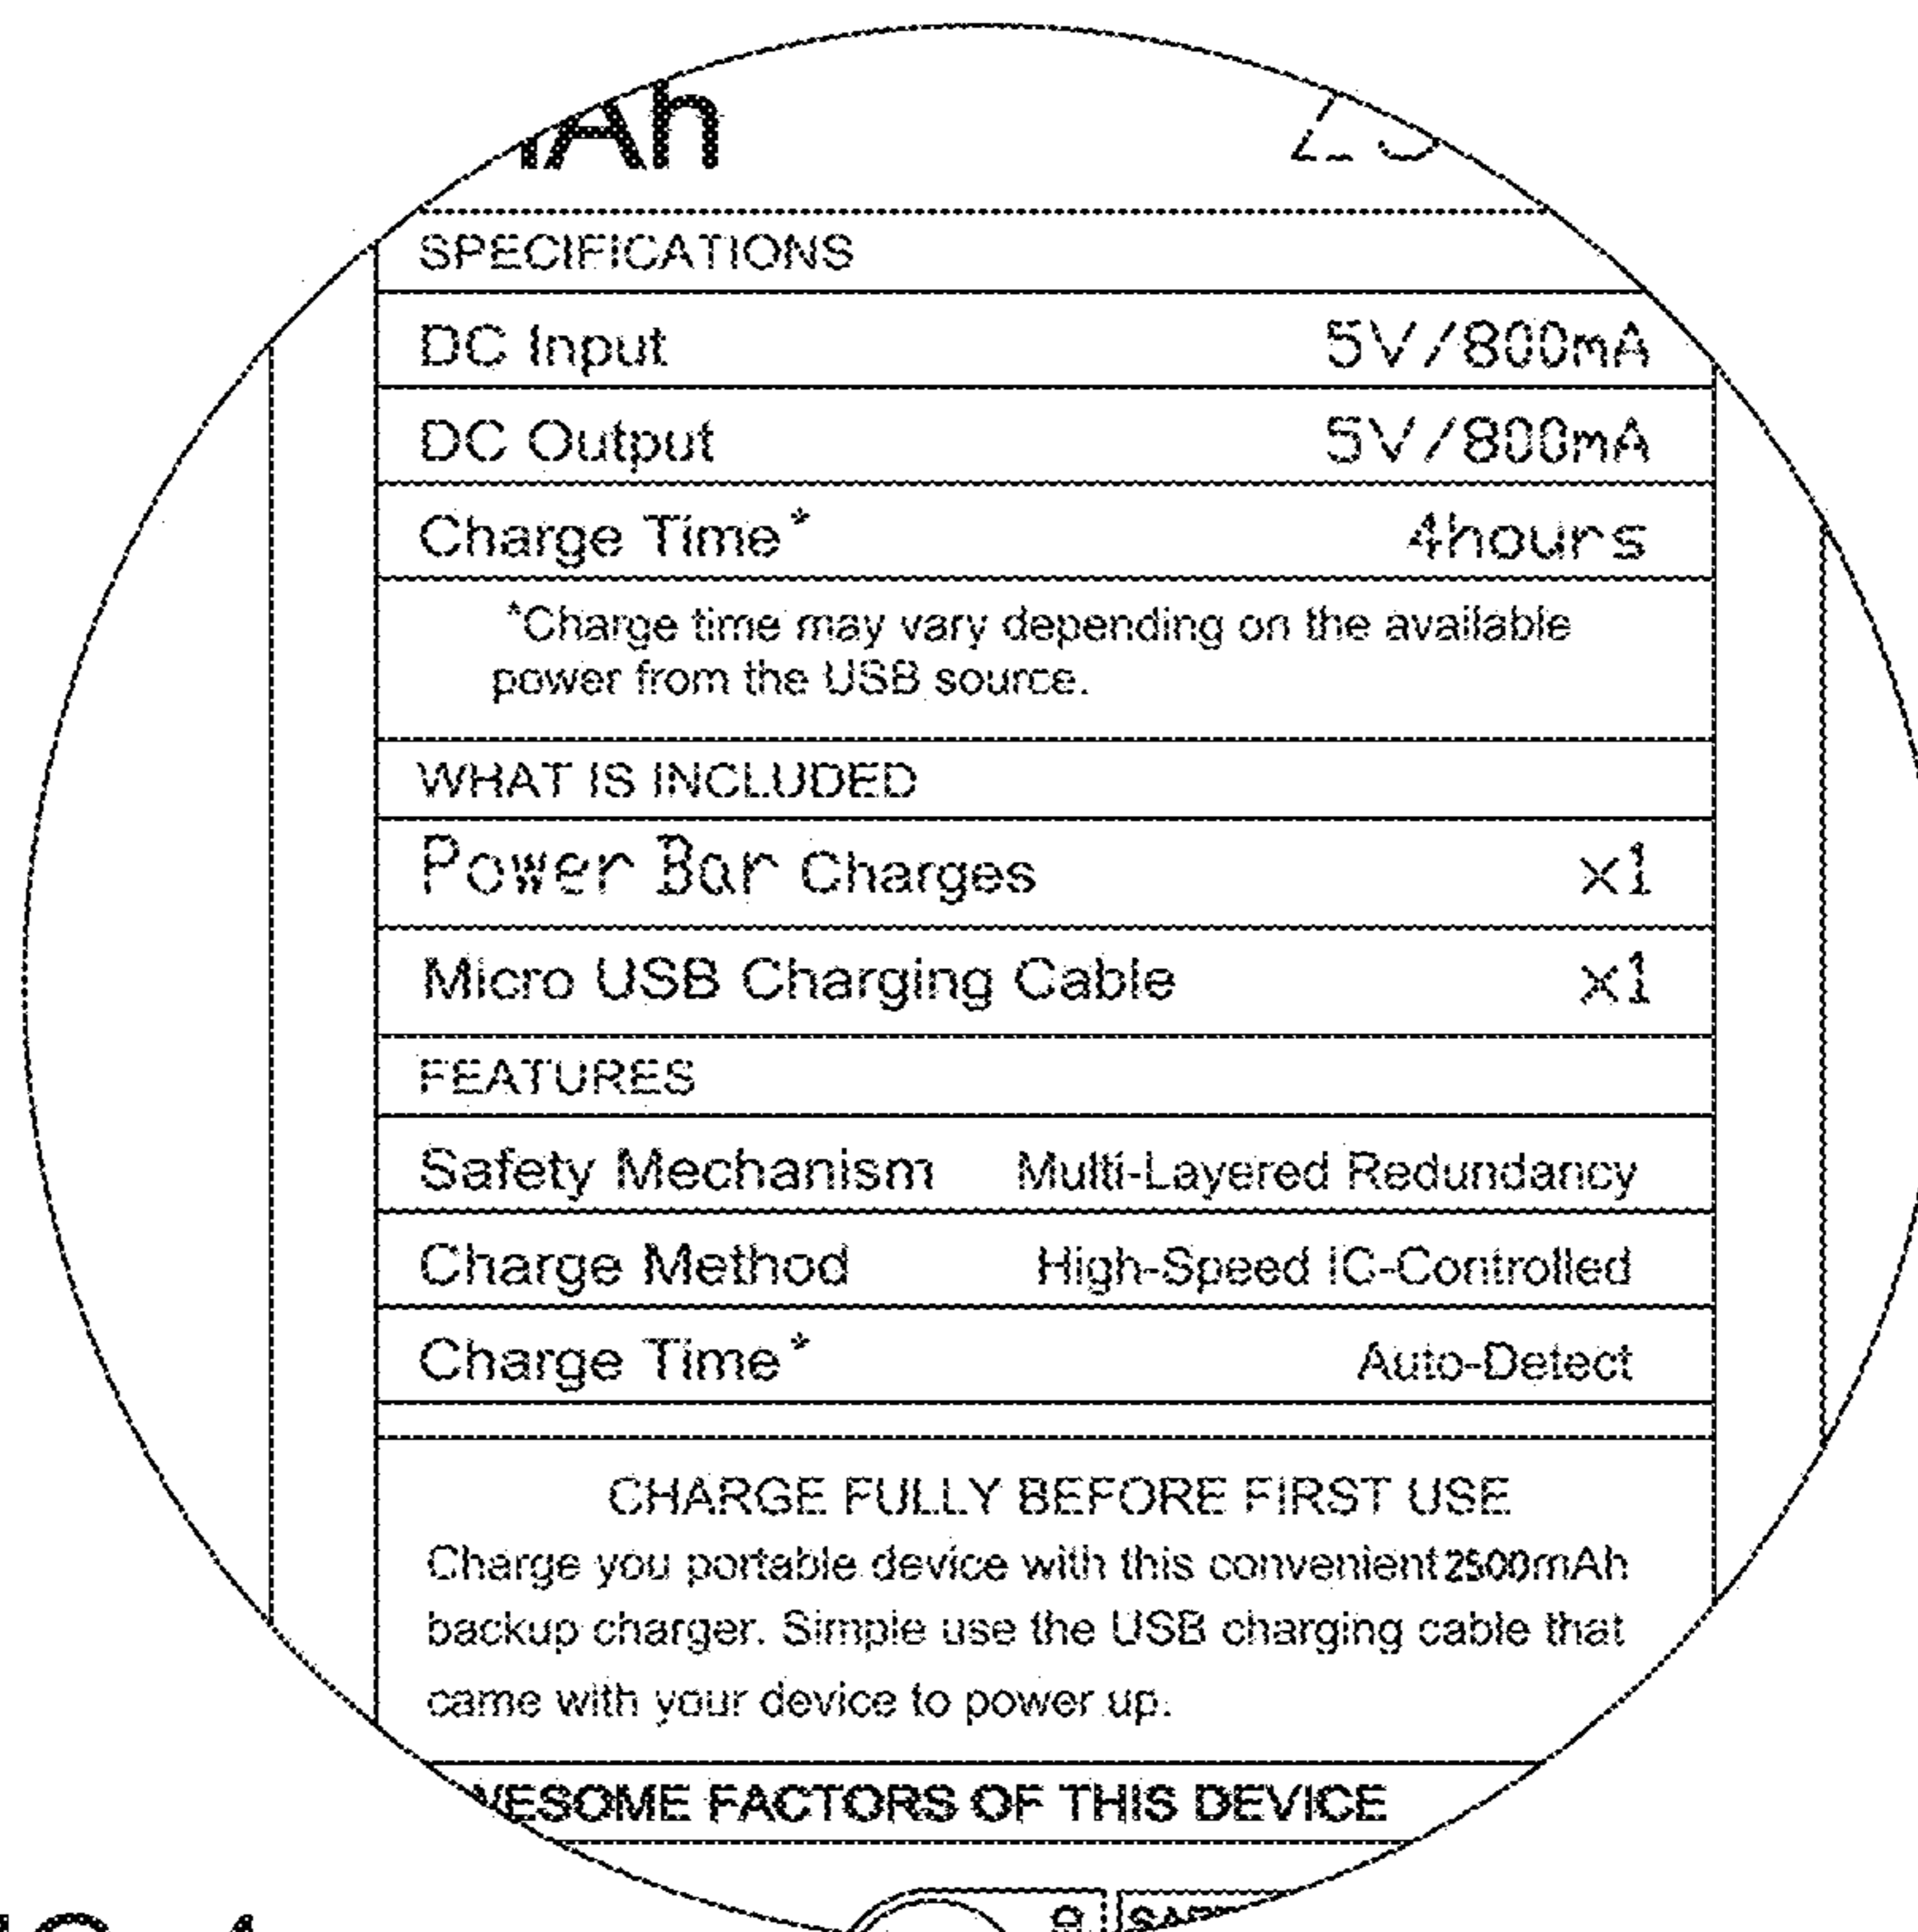 SPECIFICATIONS
DC Input 5V/800mA
DC Output 5V/800mA
Charge Time* 4hours
*Charge time may vary depending on the available
power from the USB source.
WHAT IS INCLUDED
Power Bar Charges x1
Micro USB Charging Cable x1
FEATURES
Safety Mechanism Multi-Layered Redundancy
Charge Method High-Speed IC-Controlled
Charge Time* Auto-Detect
CHARGE FULLY BEFORE FIRST USE
Charge you portable device with this convenient 2500mAh
backup charger. Simple use the USB charging cable that
came with your device to power up.
FACTORS OF THIS DEVICE